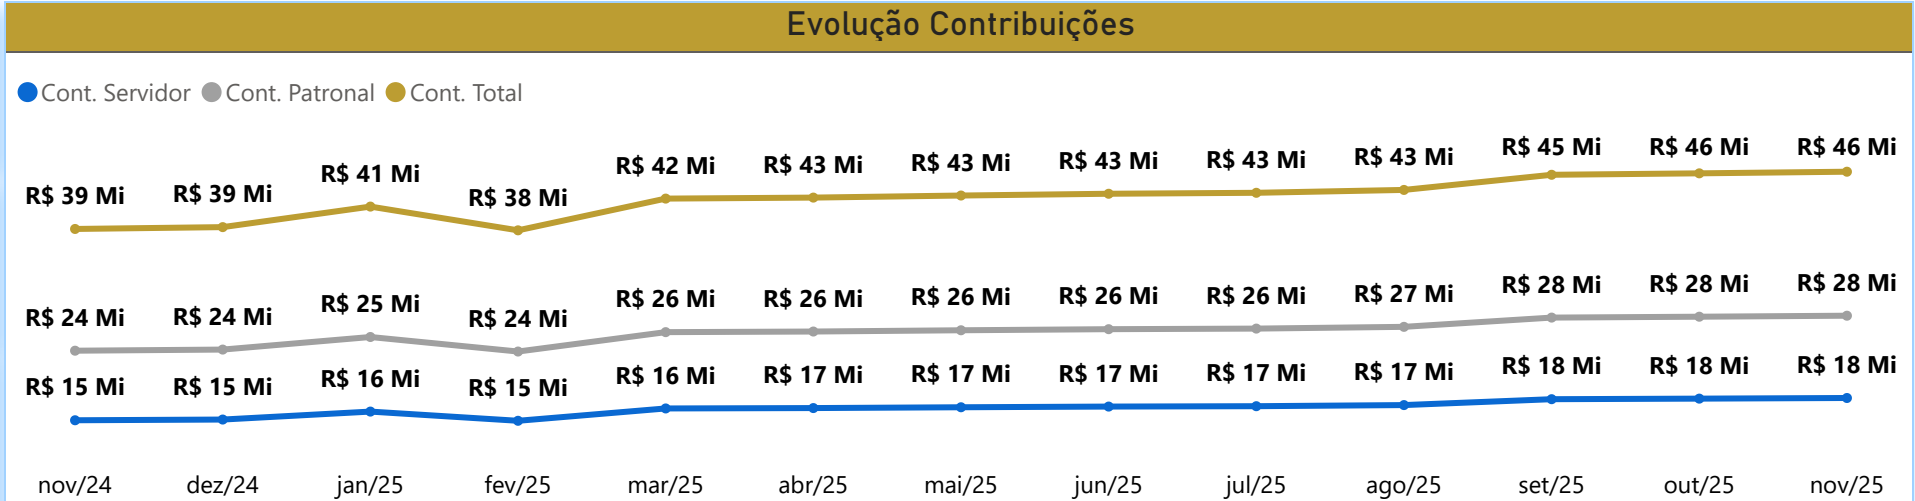 Evolução Contribuições
Cont. Servidor Cont. Patronal Cont. Total
R$ 39 Mi R$ 39 Mi R$ 41 Mi R$ 38 Mi R$ 42 Mi R$ 43 Mi R$ 43 Mi R$ 43 Mi R$ 43 Mi R$ 43 Mi R$ 45 Mi R$ 46 Mi R$ 46 Mi
R$ 24 Mi R$ 24 Mi R$ 25 Mi R$ 24 Mi R$ 26 Mi R$ 26 Mi R$ 26 Mi R$ 26 Mi R$ 26 Mi R$ 27 Mi R$ 28 Mi R$ 28 Mi R$ 28 Mi
R$ 15 Mi R$ 15 Mi R$ 16 Mi R$ 15 Mi R$ 16 Mi R$ 17 Mi R$ 17 Mi R$ 17 Mi R$ 17 Mi R$ 17 Mi R$ 18 Mi R$ 18 Mi R$ 18 Mi
nov/24 dez/24 jan/25 fev/25 mar/25 abr/25 mai/25 jun/25 jul/25 ago/25 set/25 out/25 nov/25